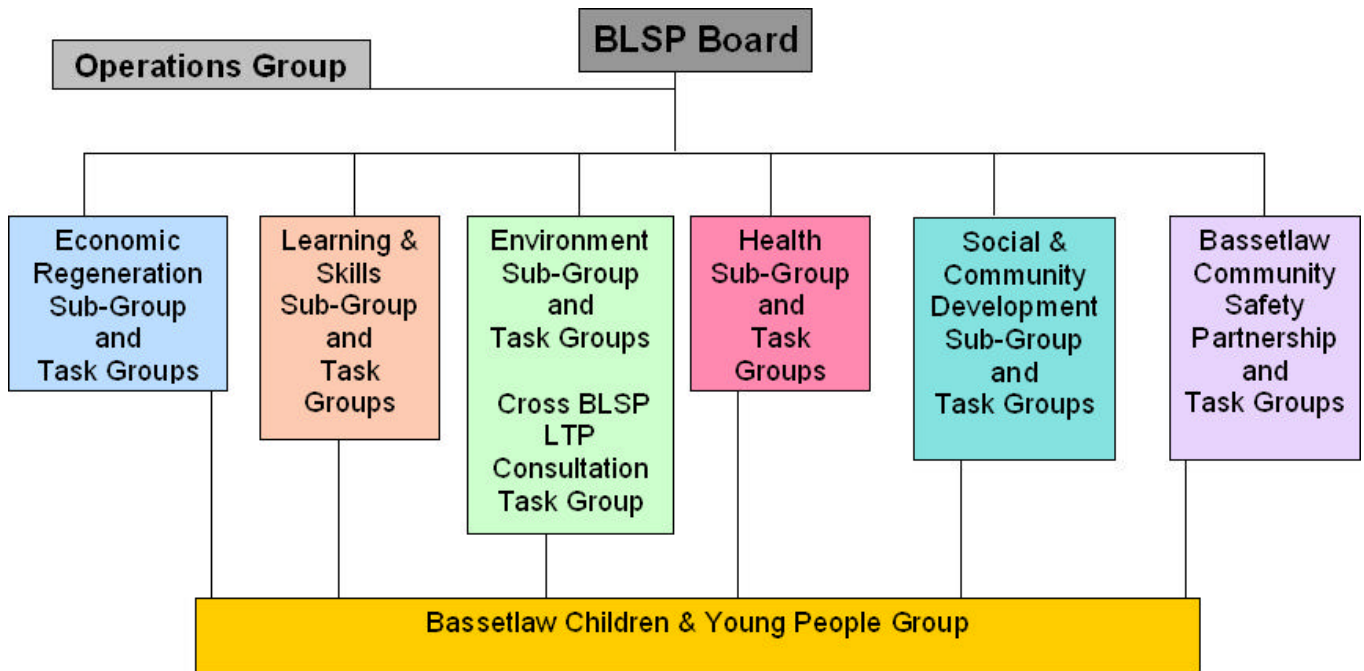 BLSP Board
Operations Group
Economic
Regeneration
Sub-Group
and
Task Groups
Learning &
Skills
Sub-Group
and
Task
Groups
Environment
Sub-Group
and
Task Groups
Cross BLSP
LTP
Consultation
Task Group
Health
Sub-Group
and
Task
Groups
Social &
Community
Development
Sub-Group
and
Task Groups
Bassetlaw
Community
Safety
Partnership
and
Task Groups
Bassetlaw Children & Young People Group